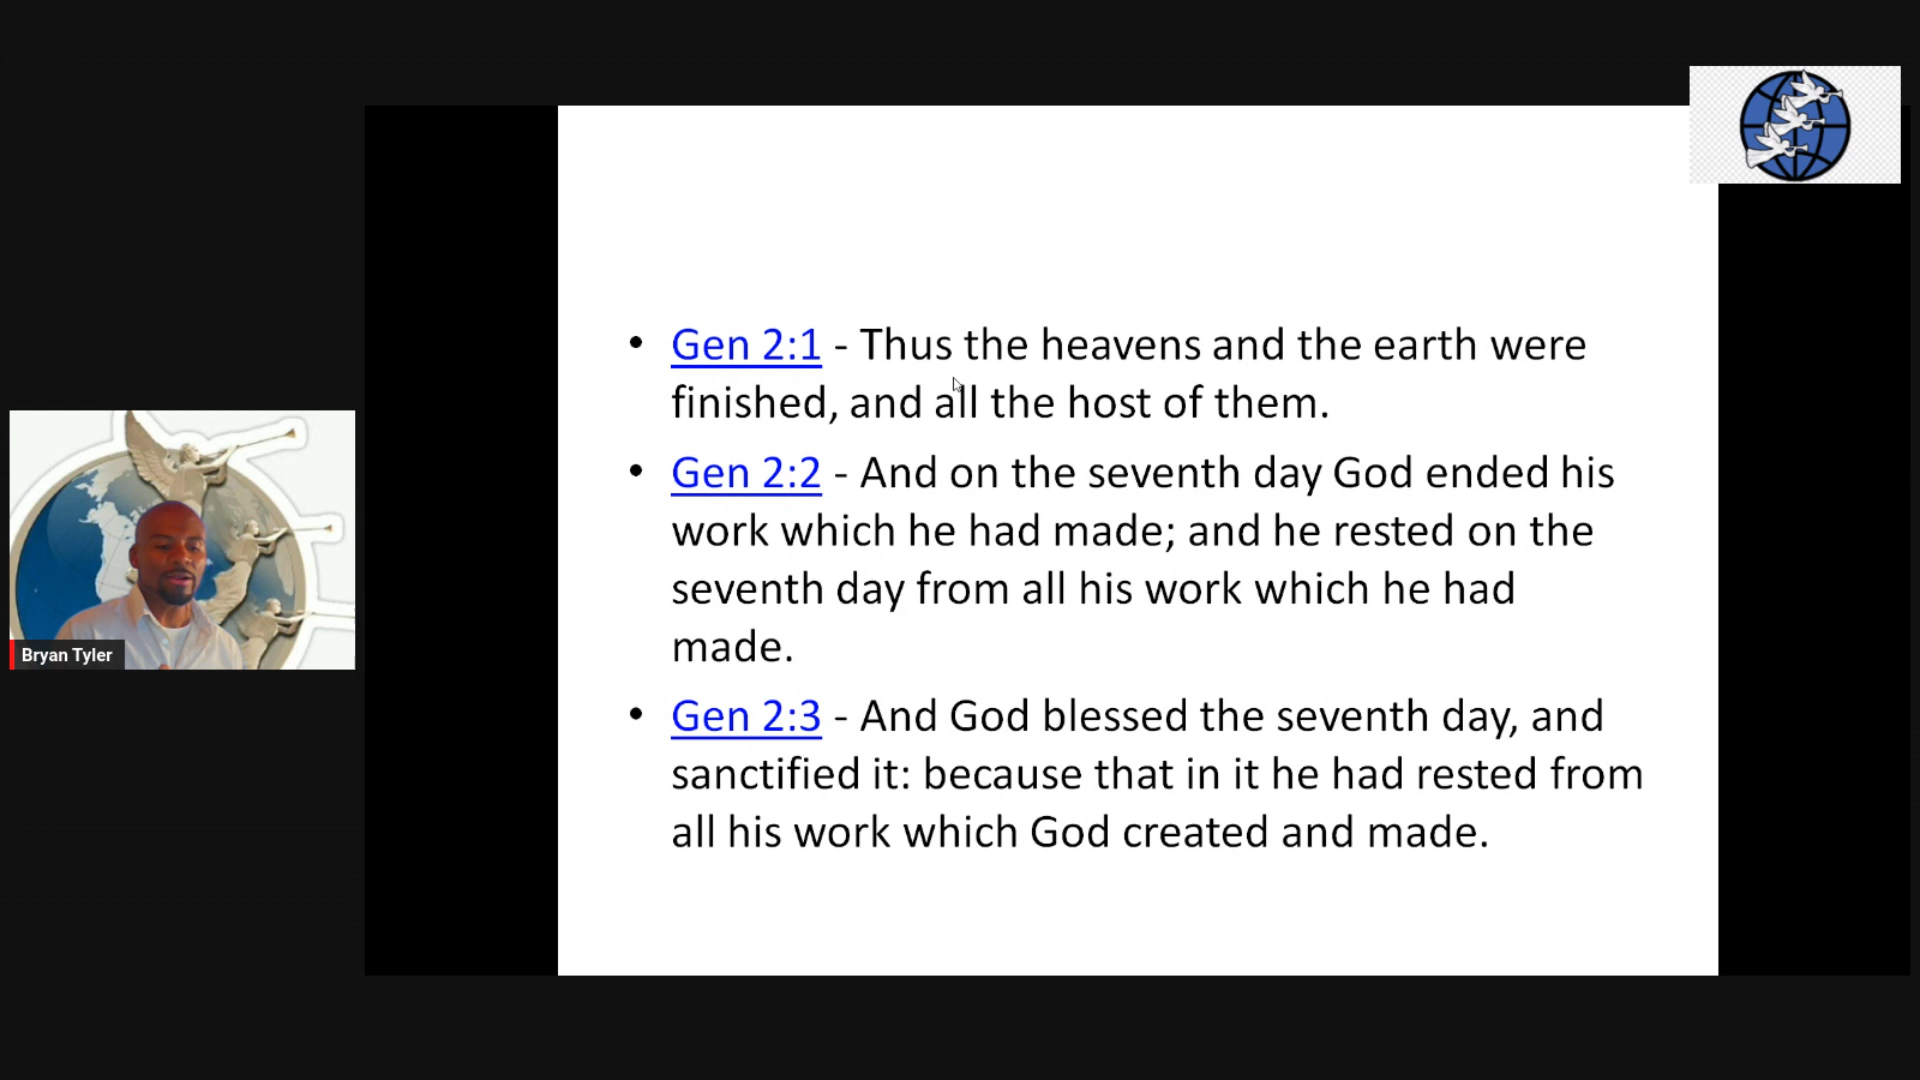 Gen 2:1 - Thus the heavens and the earth were
finished, and all the host of them.
Gen 2:2 - And on the seventh day God ended his
work which he had made; and he rested on the
seventh day from all his work which he had
made.
Gen 2:3 - And God blessed the seventh day, and
sanctified it: because that in it he had rested from
all his work which God created and made.
Bryan Tyler